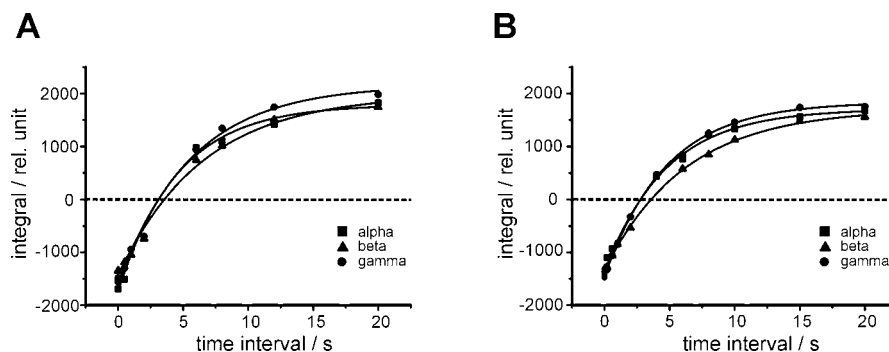 A
integral / rel. unit
2000
1000
0
-1000
-2000
alpha
beta
gamma
0 5 10 15 20
time interval / s
B
integral / rel. unit
2000
1000
0
-1000
-2000
alpha
beta
gamma
0 5 10 15 20
time interval / s